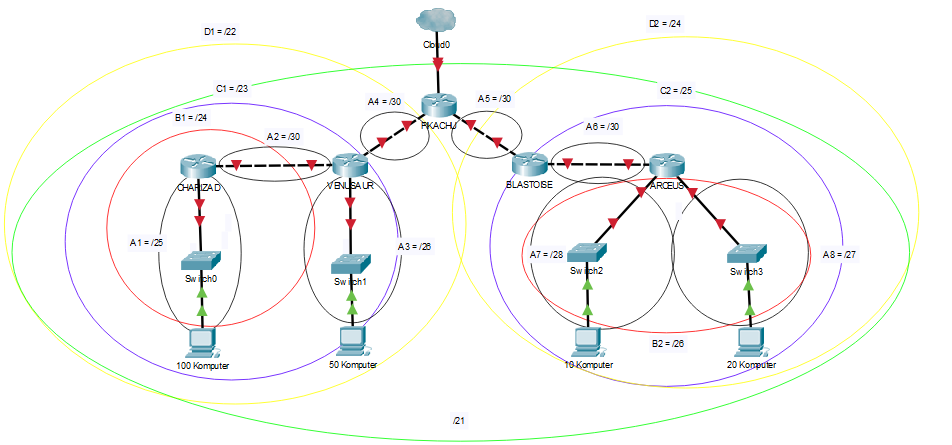 D1 = /22
D2 = /24
Cloud0
C1 = /23
C2 = /25
A4 = /30
A5 = /30
B1 = /24
PIKACHU
A2 = /30
A6 = /30
CHARIZAD
VENUSAUR
BLASTOISE
ARCEUS
A1 = /25
A3 = /26
A7 = /28
A8 = /27
Switch0
Switch1
Switch2
Switch3
B2 = /26
100 Komputer
50 Komputer
10 Komputer
20 Komputer
/21